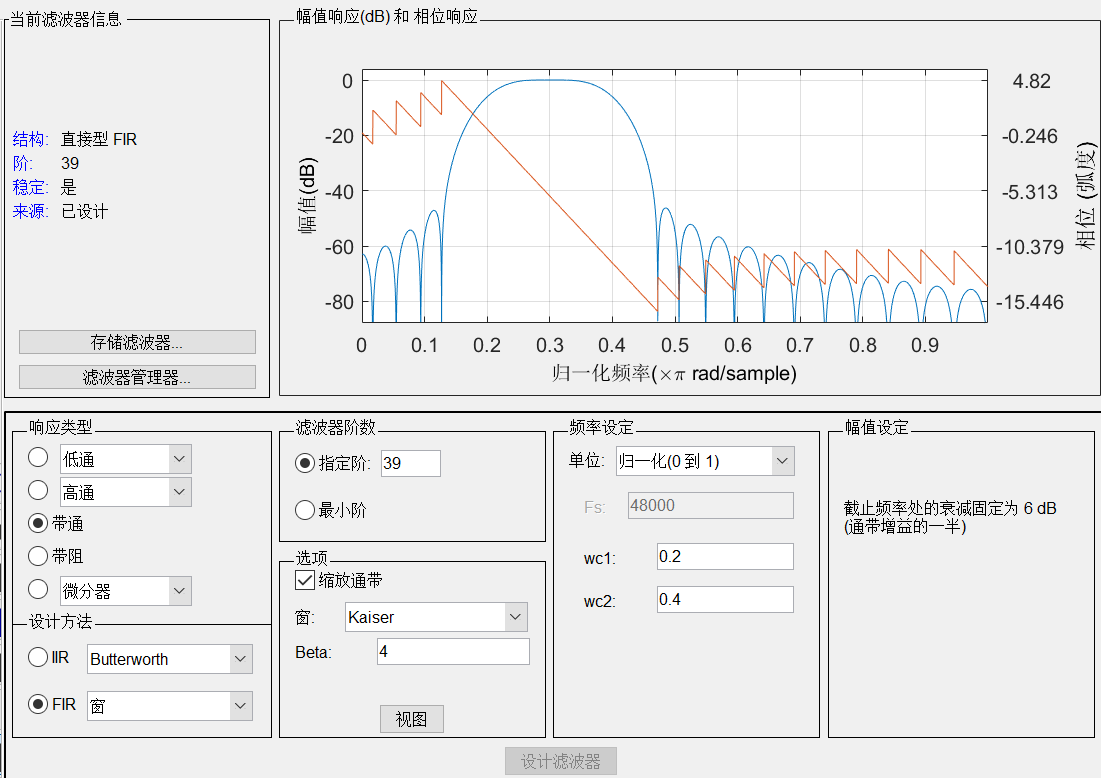 当前滤波器信息
结构: 直接型 FIR
阶: 39
稳定: 是
来源: 已设计
存储滤波器...
滤波器管理器...
幅值响应(dB) 和 相位响应
0
-20
-40
-60
-80
幅值(dB)
4.82
-0.246
-5.313
-10.379
-15.446
相位 (弧度)
0 0.1 0.2 0.3 0.4 0.5 0.6 0.7 0.8 0.9
归一化频率(×π rad/sample)
响应类型
低通
高通
带通
带阻
微分器
设计方法
IIR Butterworth
FIR 窗
滤波器阶数
指定阶: 39
最小阶
选项
缩放通带
窗: Kaiser
Beta: 4
视图
频率设定
单位: 归一化(0 到 1)
Fs: 48000
wc1: 0.2
wc2: 0.4
幅值设定
截止频率处的衰减固定为 6 dB
(通带增益的一半)
设计滤波器